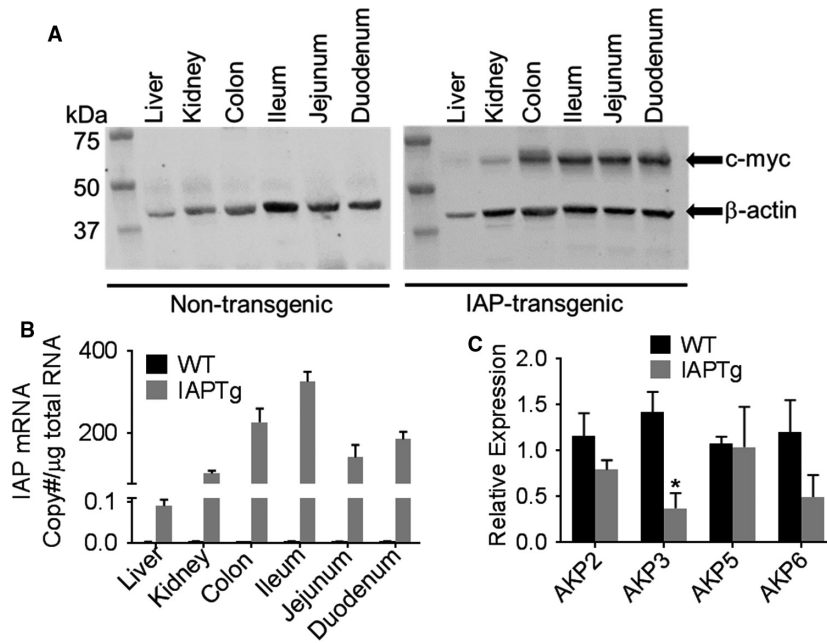 A
Liver
Kidney
Colon
Ileum
Jejunum
Duodenum
Liver
Kidney
Colon
Ileum
Jejunum
Duodenum
kDa
75
50
37
c-myc
β-actin
Non-transgenic
IAP-transgenic
B
IAP mRNA
Copy#/µg total RNA
400
200
0.1
0.0
WT
IAPTg
Liver
Kidney
Colon
Ileum
Jejunum
Duodenum
C
Relative Expression
2.0
1.5
1.0
0.5
0.0
WT
IAPTg
*
AKP2
AKP3
AKP5
AKP6